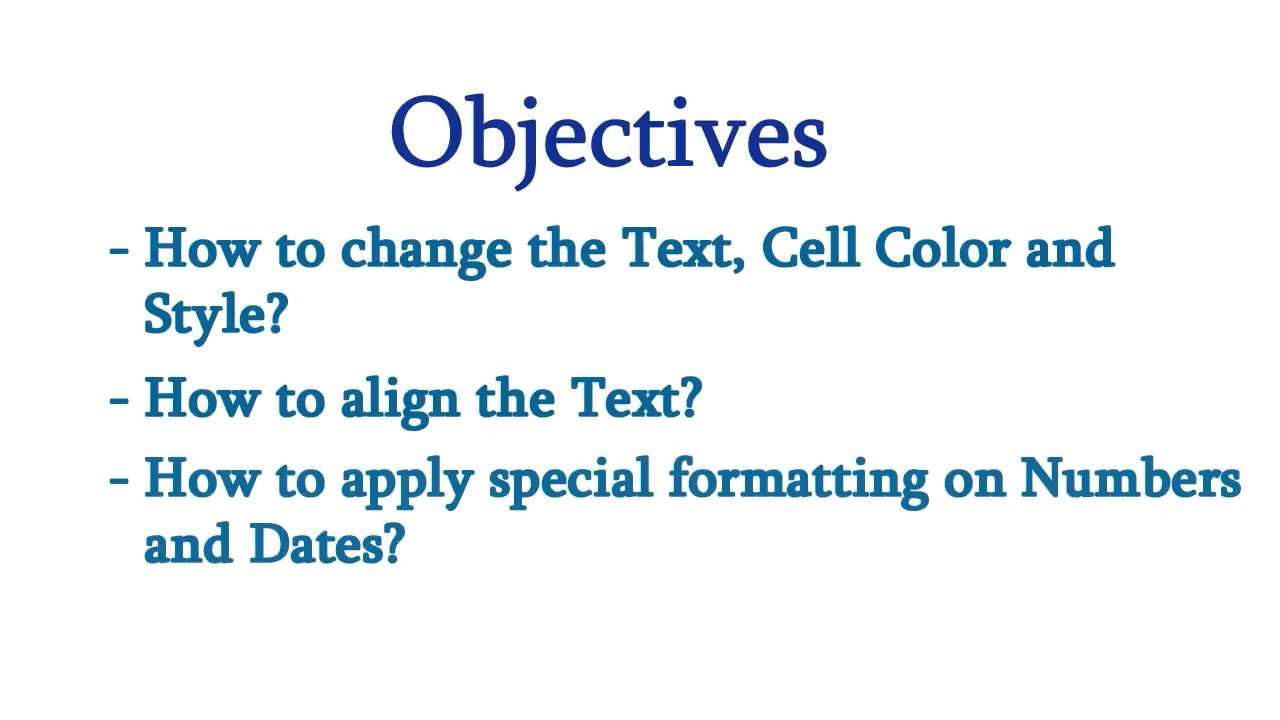 Objectives
- How to change the Text, Cell Color and
Style?
- How to align the Text?
- How to apply special formatting on Numbers
and Dates?